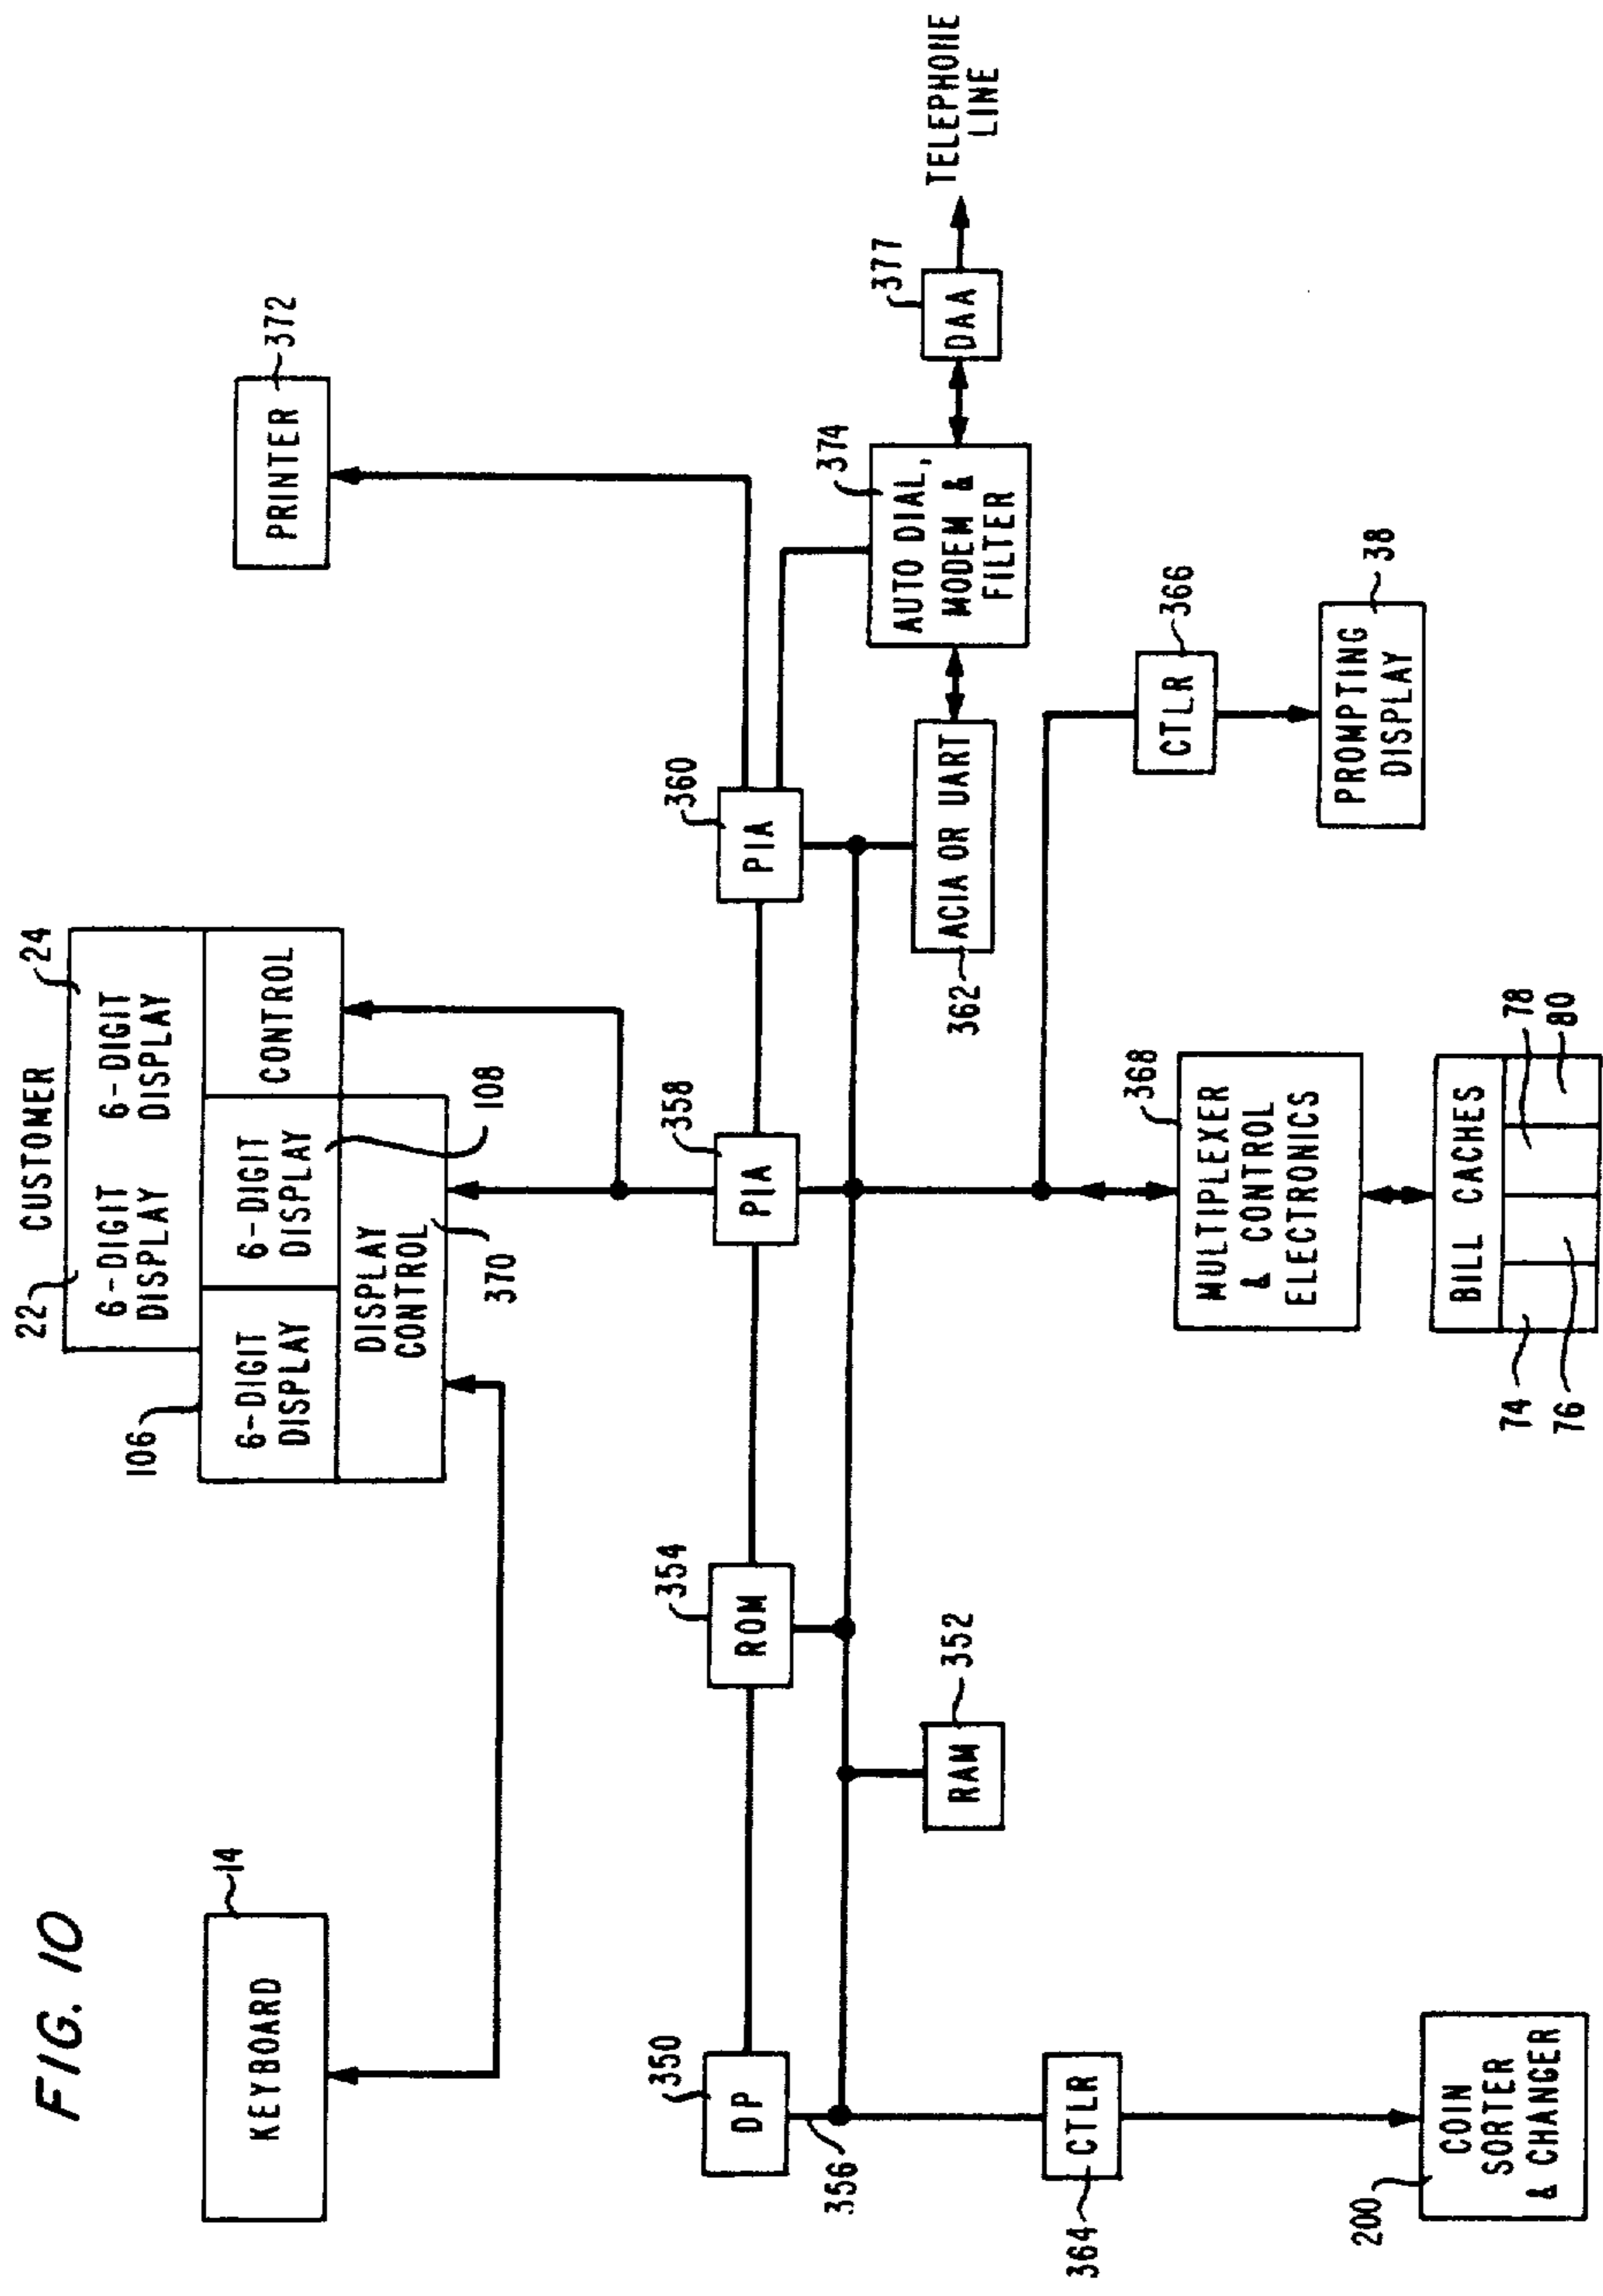 FIG. 10
KEYBOARD
14
CUSTOMER
22
24
6-DIGIT
DISPLAY
6-DIGIT
DISPLAY
106
6-DIGIT
DISPLAY
6-DIGIT
DISPLAY
CONTROL
108
DISPLAY
CONTROL
370
PRINTER
372
DP
350
356
ROM
354
PIA
358
PIA
360
RAM
352
ACIA OR UART
362
AUTO DIAL,
MODEM &
FILTER
374
DAA
377
TELEPHONE
LINE
CTLR
364
COIN
SORTER
& CHANGER
200
MULTIPLEXER
& CONTROL
ELECTRONICS
368
BILL CACHES
74
76
78
80
CTLR
366
PROMPTING
DISPLAY
38